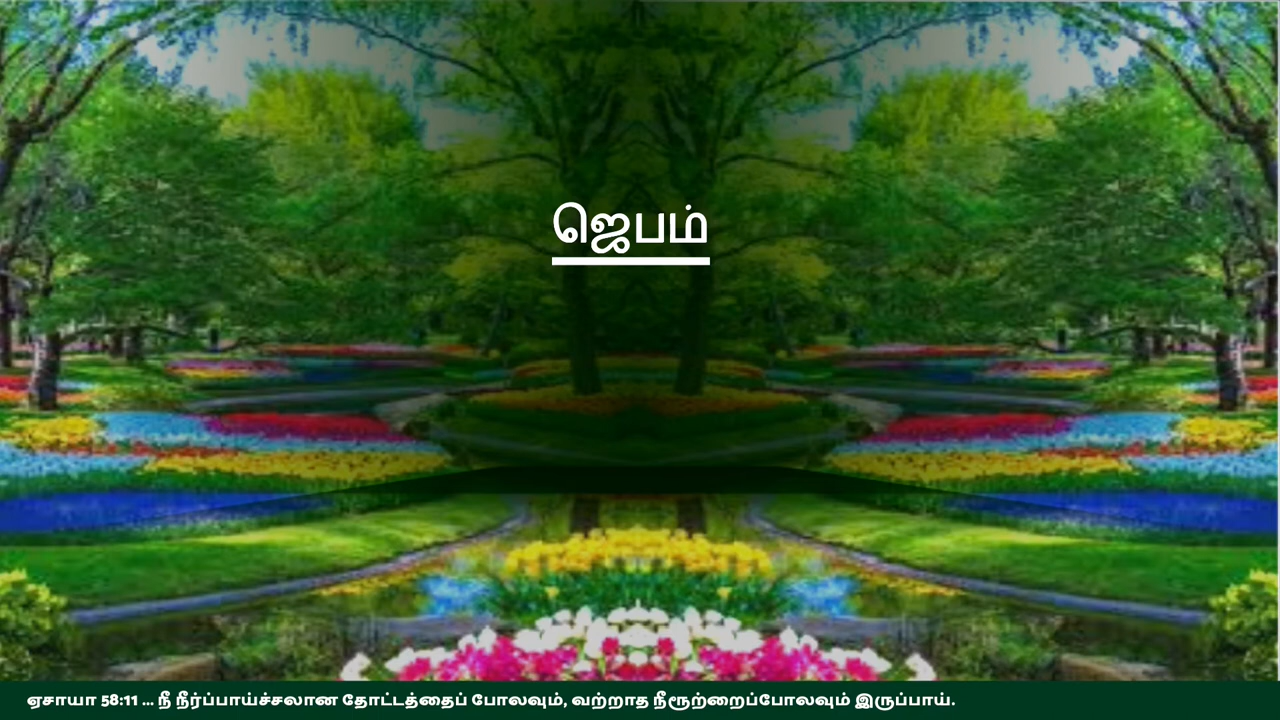 ஜெபம்
ஏசாயா 58:11 ... நீ நீர்ப்பாய்ச்சலான தோட்டத்தைப் போலவும், வற்றாத நீரூற்றைப்போலவும் இருப்பாய்.